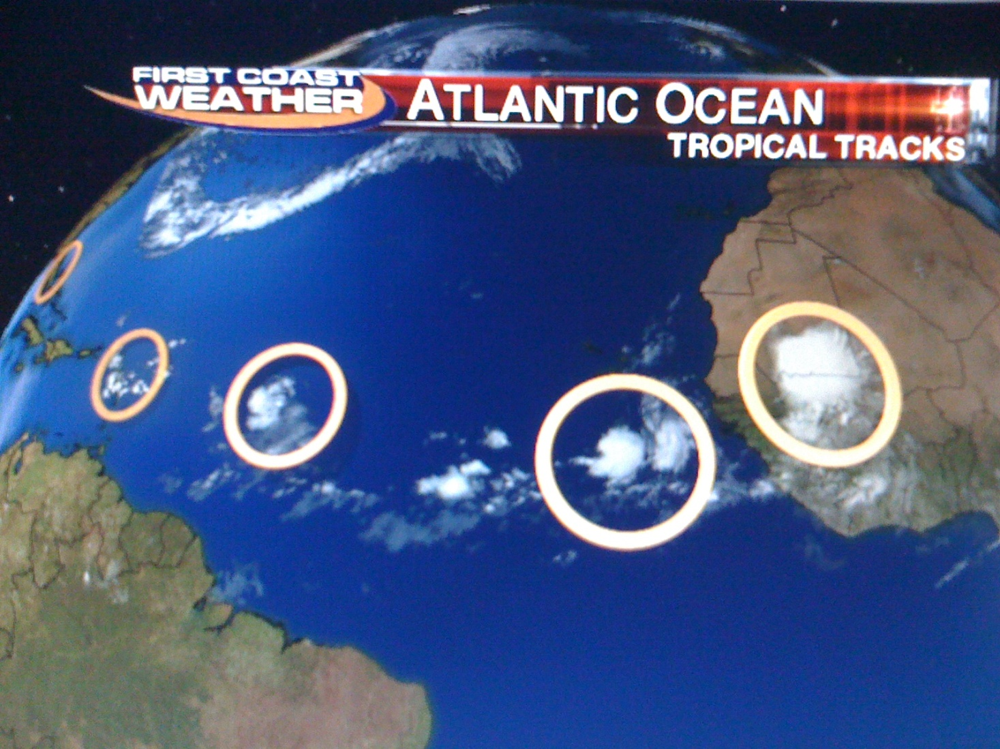 FIRST COAST
WEATHER
ATLANTIC OCEAN
TROPICAL TRACKS